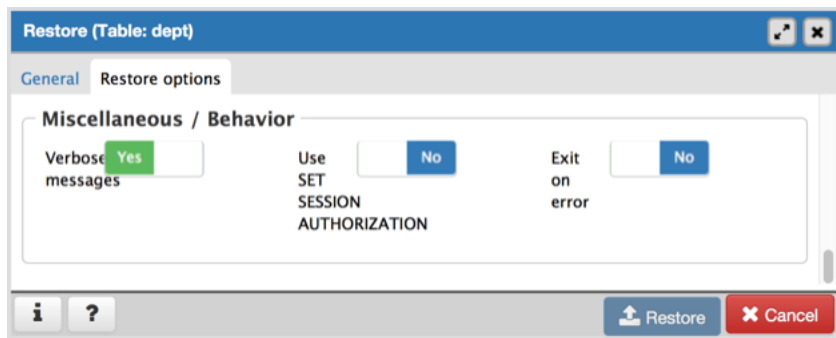 Restore (Table: dept)
General Restore options
Miscellaneous / Behavior
Verbose messages Yes
Use SET SESSION AUTHORIZATION No
Exit on error No
i ?
Restore Cancel